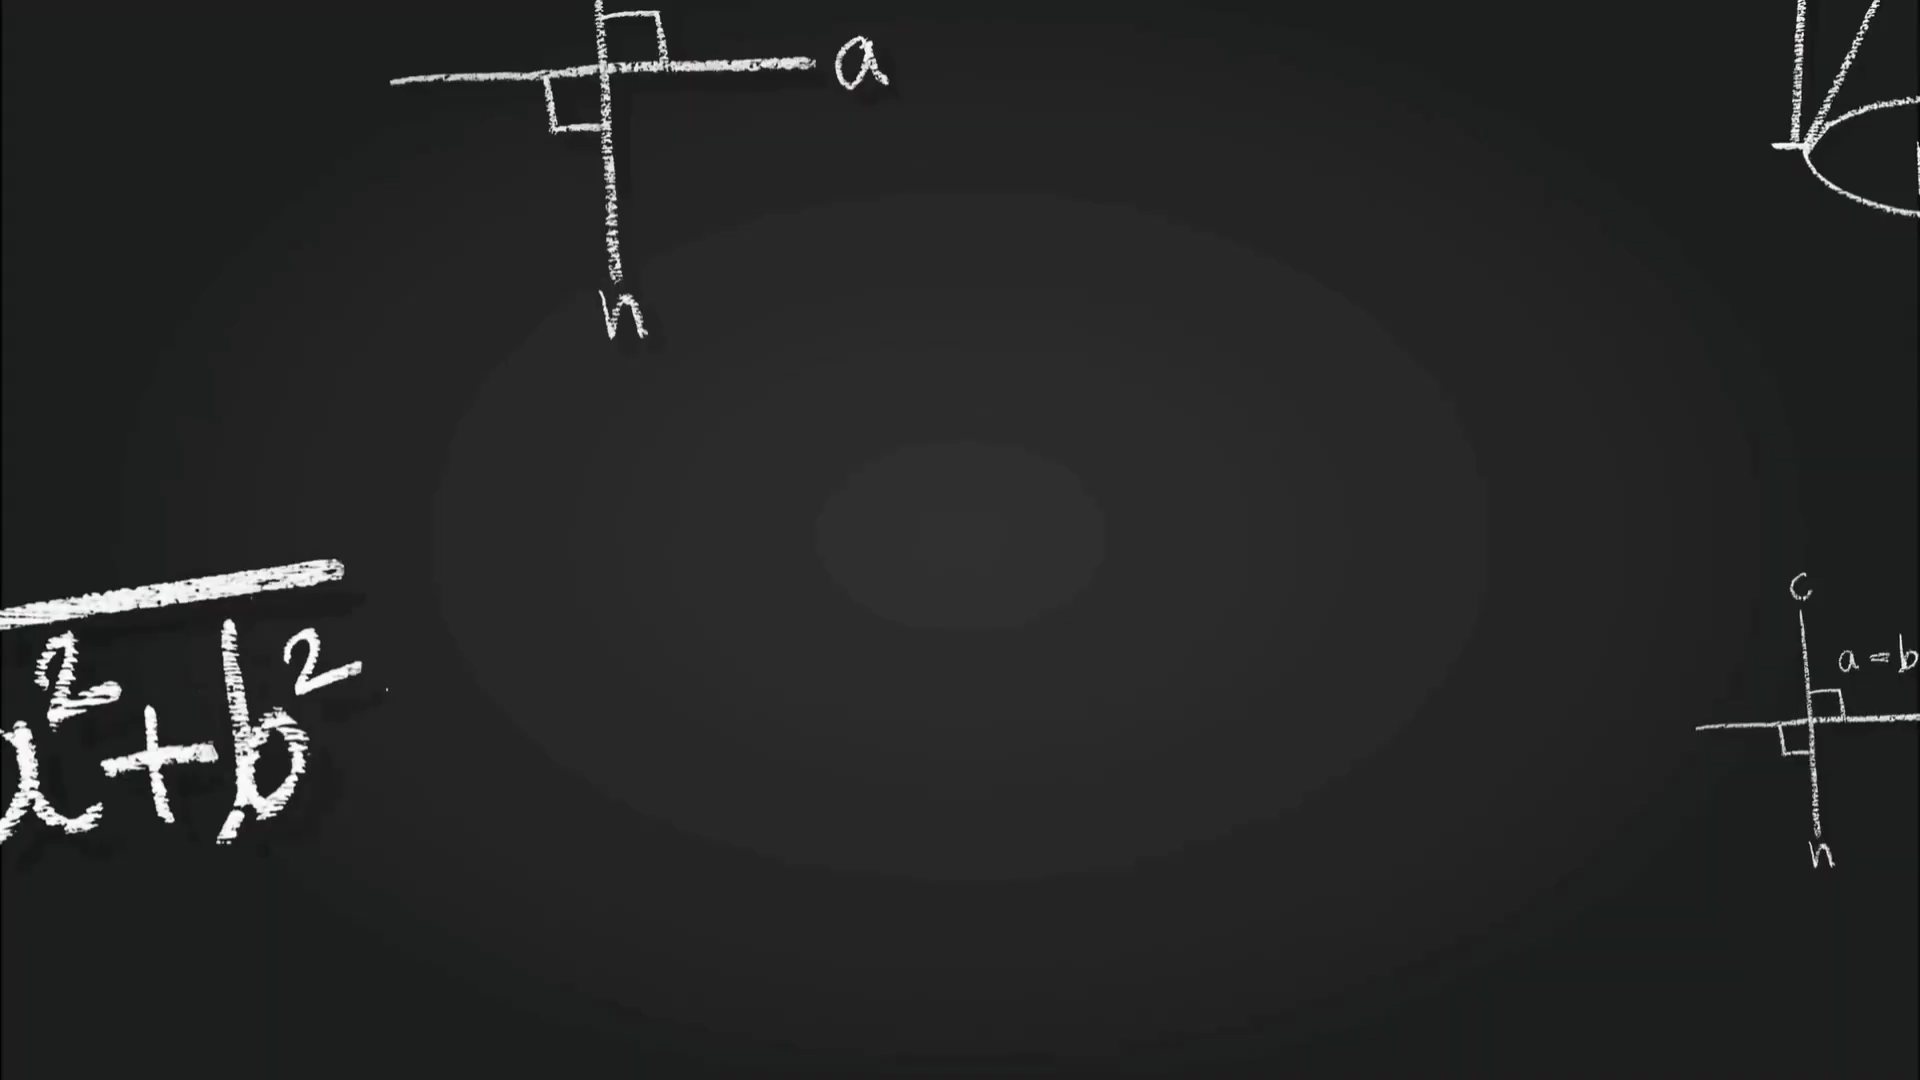 a
n
c
a = b
a² + b²
n